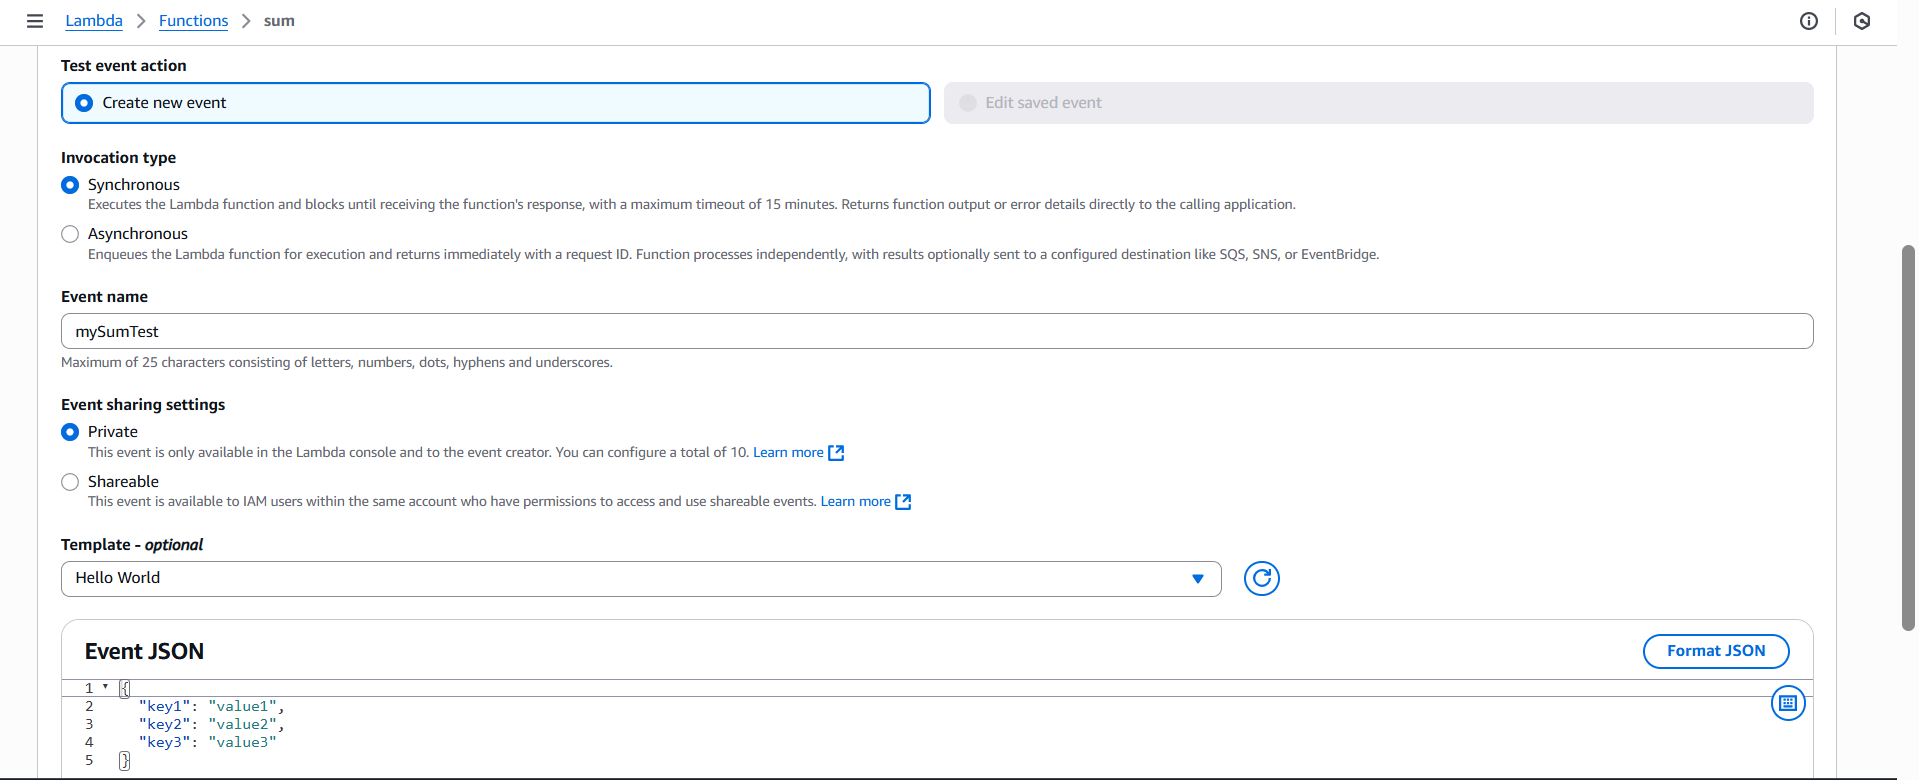 Lambda > Functions > sum
Test event action
Create new event
Edit saved event
Invocation type
Synchronous
Executes the Lambda function and blocks until receiving the function's response, with a maximum timeout of 15 minutes. Returns function output or error details directly to the calling application.
Asynchronous
Enqueues the Lambda function for execution and returns immediately with a request ID. Function processes independently, with results optionally sent to a configured destination like SQS, SNS, or EventBridge.
Event name
mySumTest
Maximum of 25 characters consisting of letters, numbers, dots, hyphens and underscores.
Event sharing settings
Private
This event is only available in the Lambda console and to the event creator. You can configure a total of 10. Learn more
Shareable
This event is available to IAM users within the same account who have permissions to access and use shareable events. Learn more
Template - optional
Hello World
Event JSON
Format JSON
1 {
2 "key1": "value1",
3 "key2": "value2",
4 "key3": "value3"
5 }